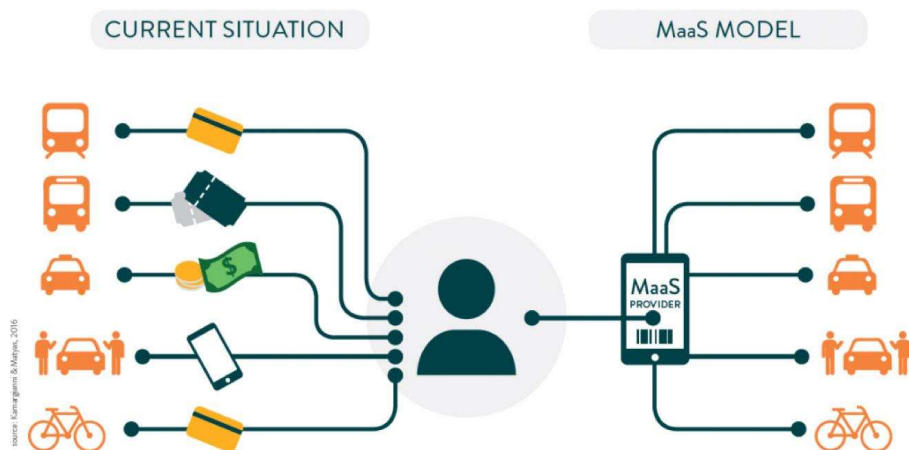 CURRENT SITUATION
MaaS MODEL
$
MaaS
PROVIDER
source: Kamargianni & Matyas, 2016